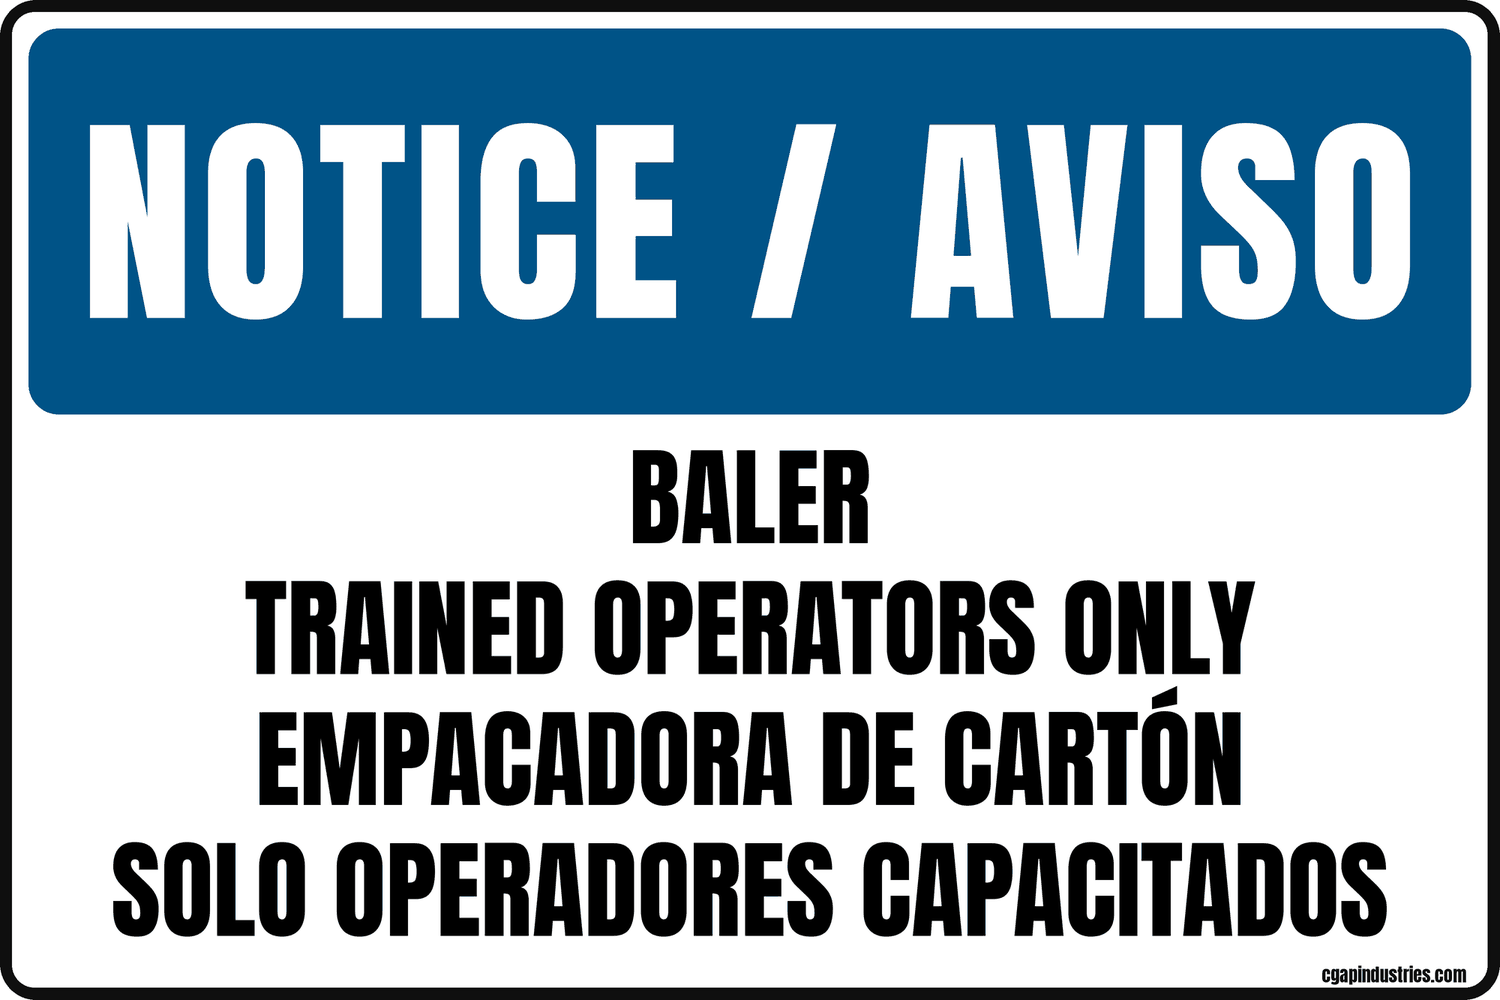 NOTICE / AVISO
BALER
TRAINED OPERATORS ONLY
EMPACADORA DE CARTÓN
SOLO OPERADORES CAPACITADOS
cgapindustries.com